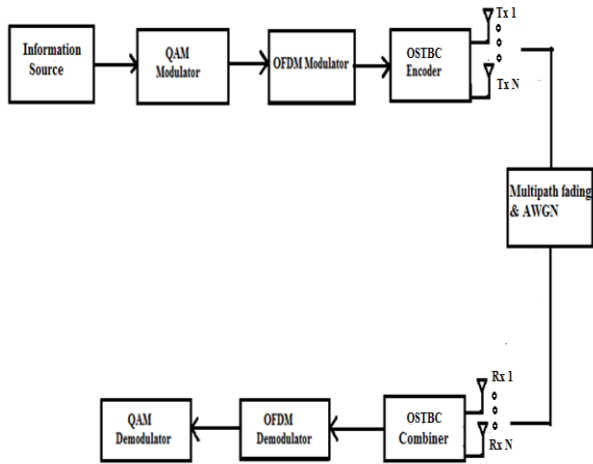 Information
Source
QAM
Modulator
OFDM Modulator
OSTBC
Encoder
Tx 1
Tx N
Multipath fading
& AWGN
QAM
Demodulator
OFDM
Demodulator
OSTBC
Combiner
Rx 1
Rx N